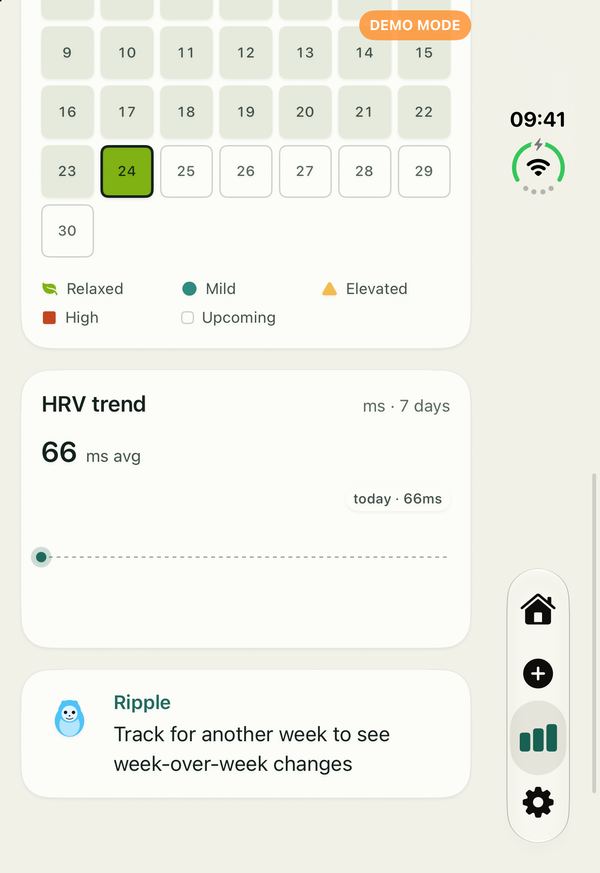 DEMO MODE
9 10 11 12 13 14 15
09:41
16 17 18 19 20 21 22
23 24 25 26 27 28 29
30
Relaxed Mild Elevated
High Upcoming
HRV trend ms · 7 days
66 ms avg
today · 66ms
Ripple
Track for another week to see
week-over-week changes